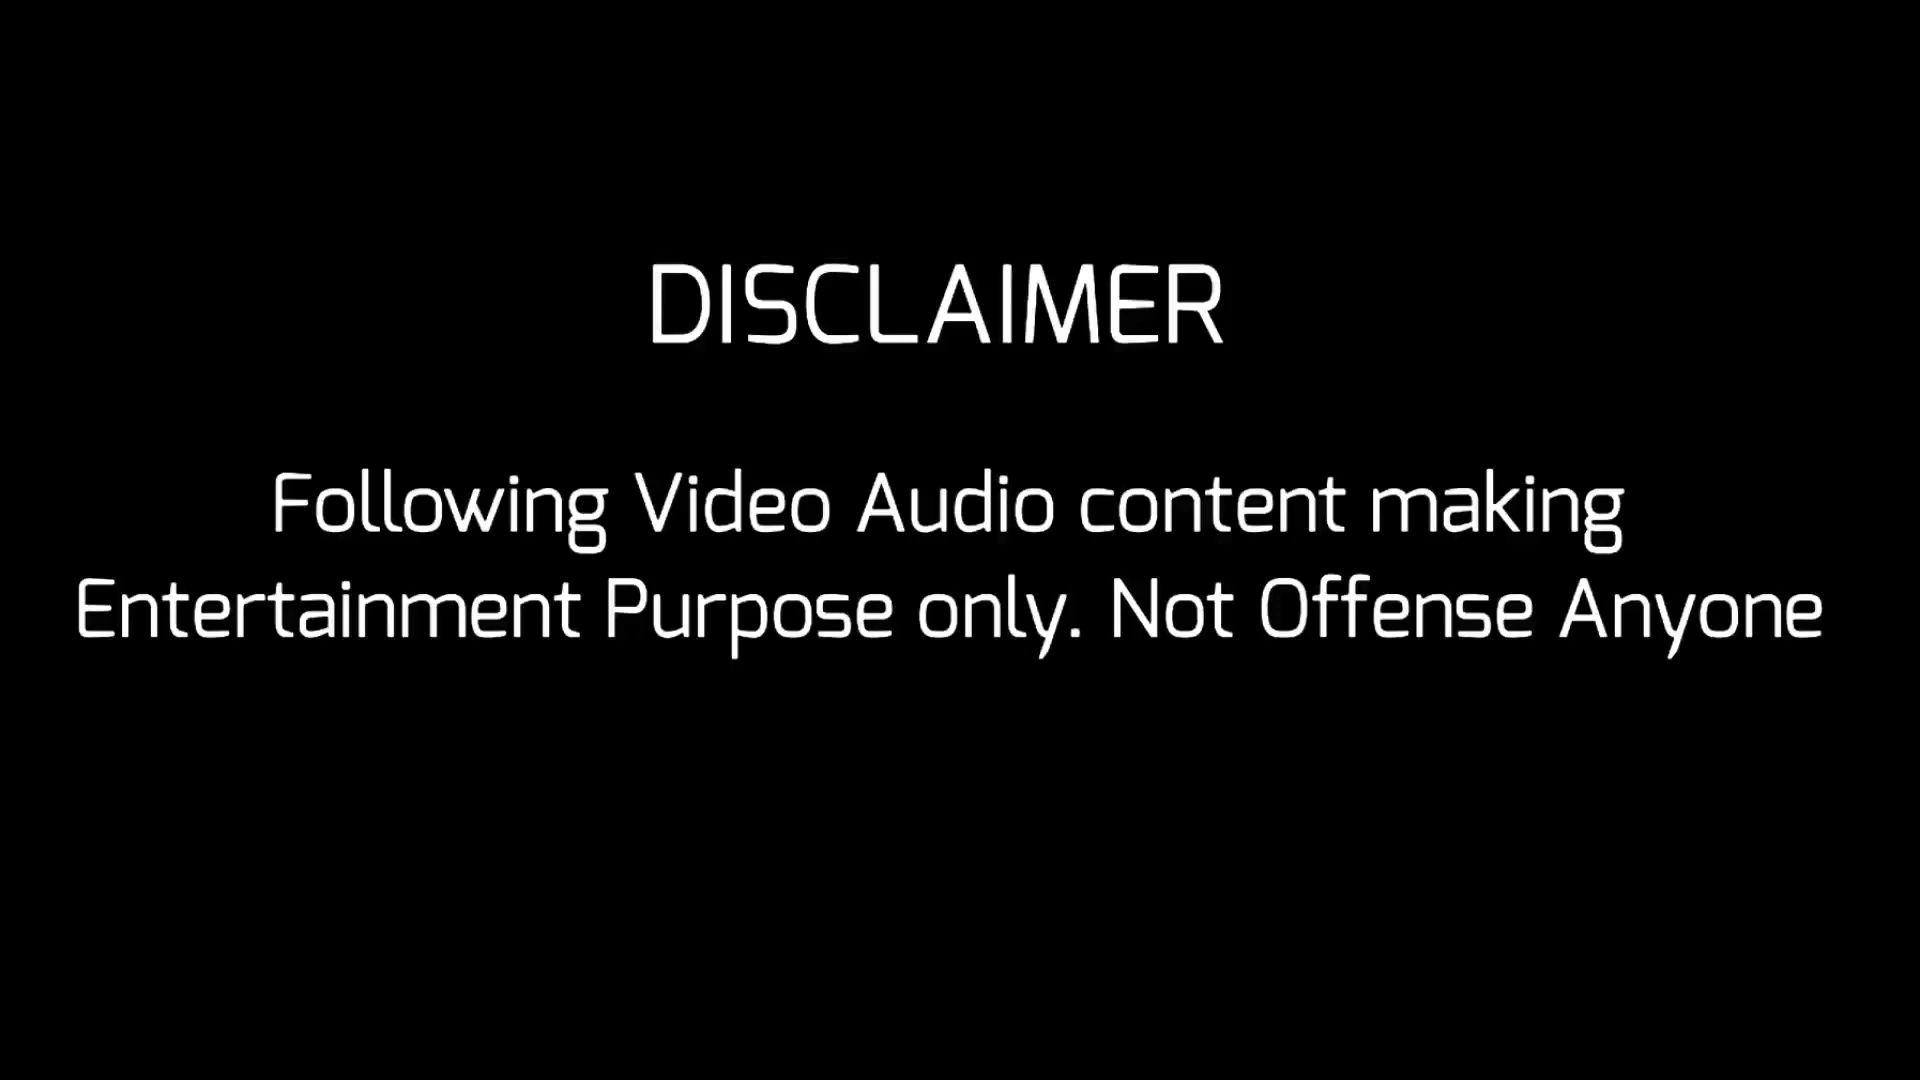 DISCLAIMER
Following Video Audio content making
Entertainment Purpose only. Not Offense Anyone